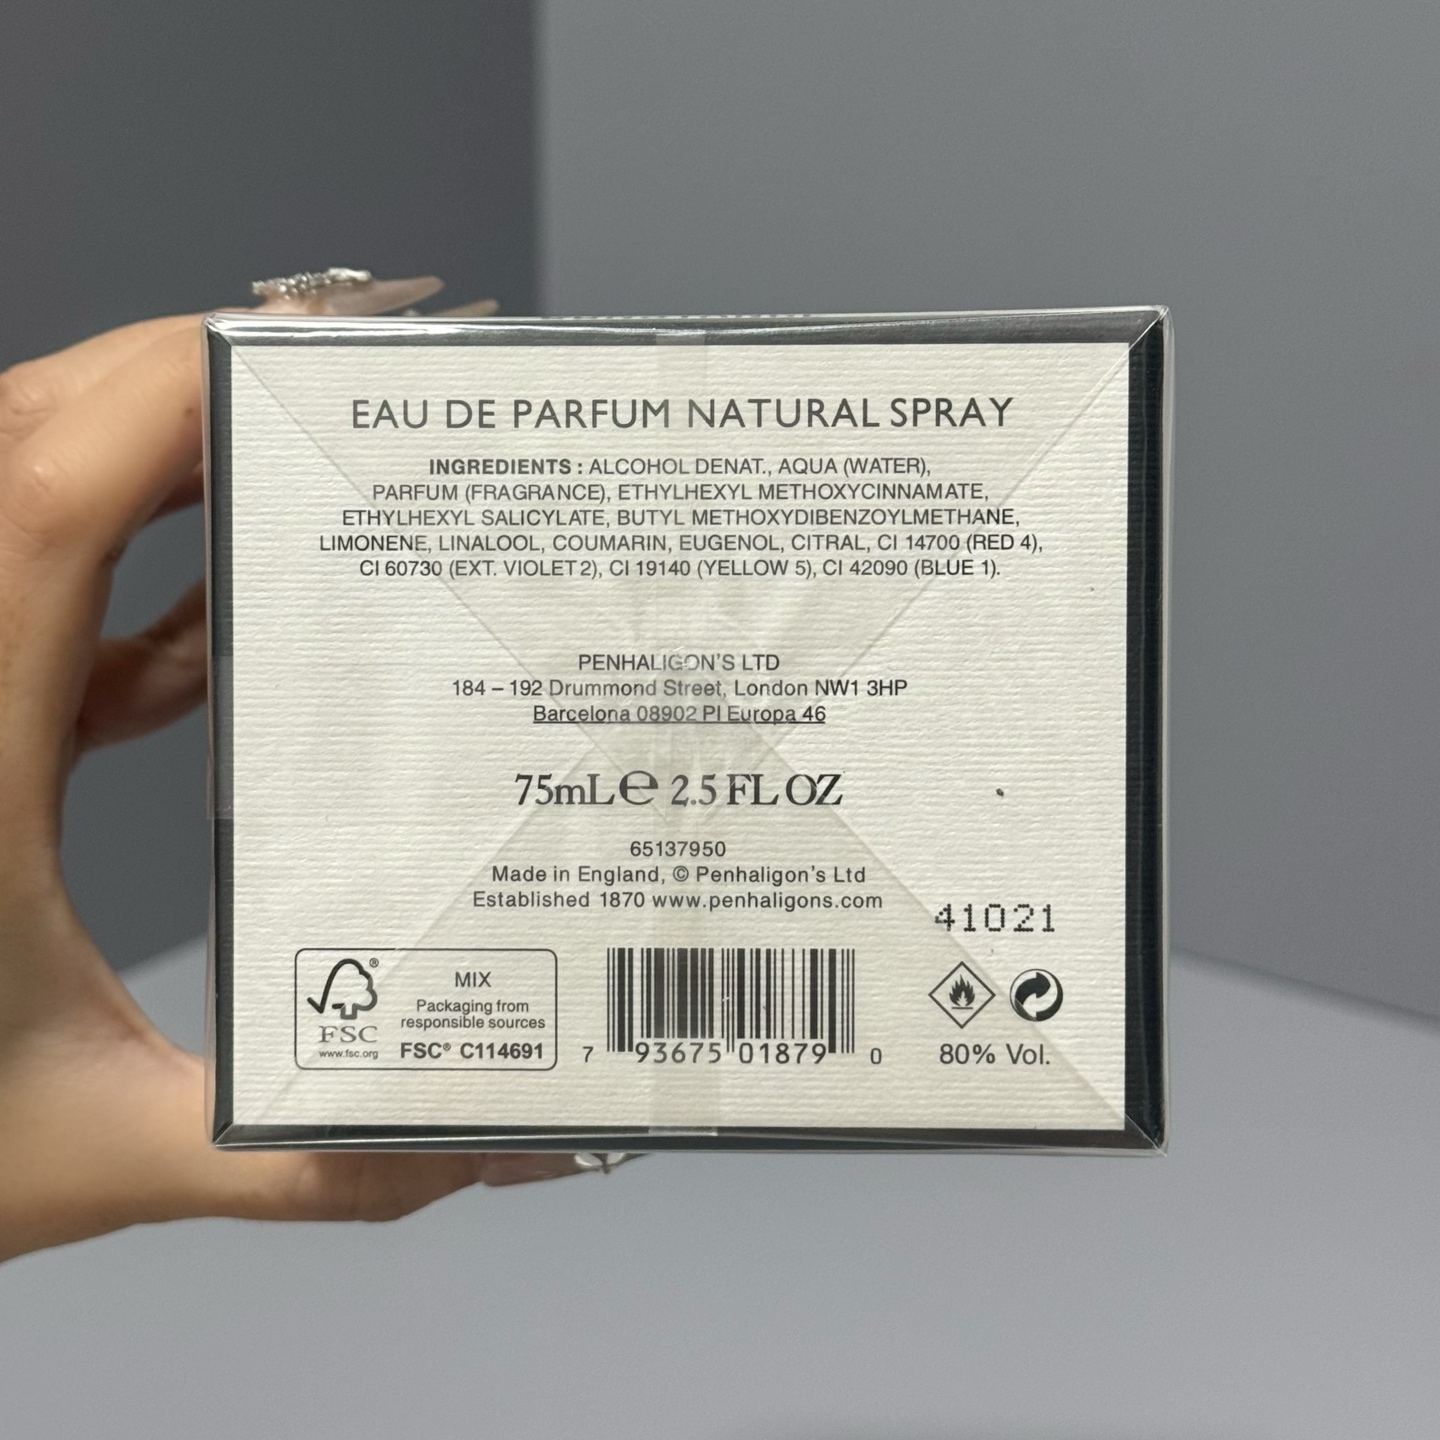 EAU DE PARFUM NATURAL SPRAY
INGREDIENTS : ALCOHOL DENAT., AQUA (WATER),
PARFUM (FRAGRANCE), ETHYLHEXYL METHOXYCINNAMATE,
ETHYLHEXYL SALICYLATE, BUTYL METHOXYDIBENZOYLMETHANE,
LIMONENE, LINALOOL, COUMARIN, EUGENOL, CITRAL, CI 14700 (RED 4),
CI 60730 (EXT. VIOLET 2), CI 19140 (YELLOW 5), CI 42090 (BLUE 1).
PENHALIGON'S LTD
184 – 192 Drummond Street, London NW1 3HP
Barcelona 08902 Pl Europa 46
75mL℮ 2.5 FL OZ
65137950
Made in England, © Penhaligon's Ltd
Established 1870 www.penhaligons.com
41021
FSC®
www.fsc.org
MIX
Packaging from
responsible sources
FSC® C114691
7 93675 01879 0
80% Vol.